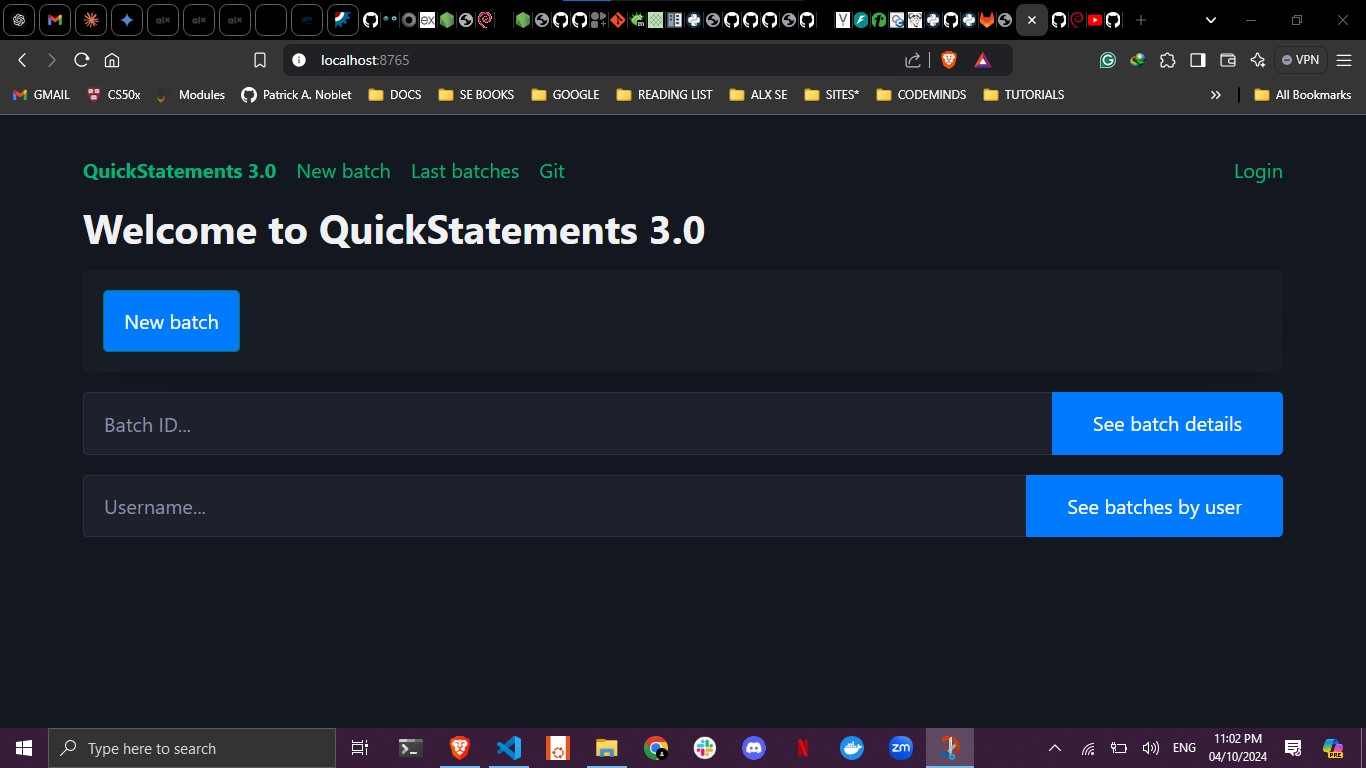 localhost:8765
VPN
GMAIL CS50x Modules Patrick A. Noblet DOCS SE BOOKS GOOGLE READING LIST ALX SE SITES* CODEMINDS TUTORIALS » All Bookmarks
QuickStatements 3.0 New batch Last batches Git Login
Welcome to QuickStatements 3.0
New batch
Batch ID... See batch details
Username... See batches by user
Type here to search
zm
ENG
11:02 PM
04/10/2024
PRE